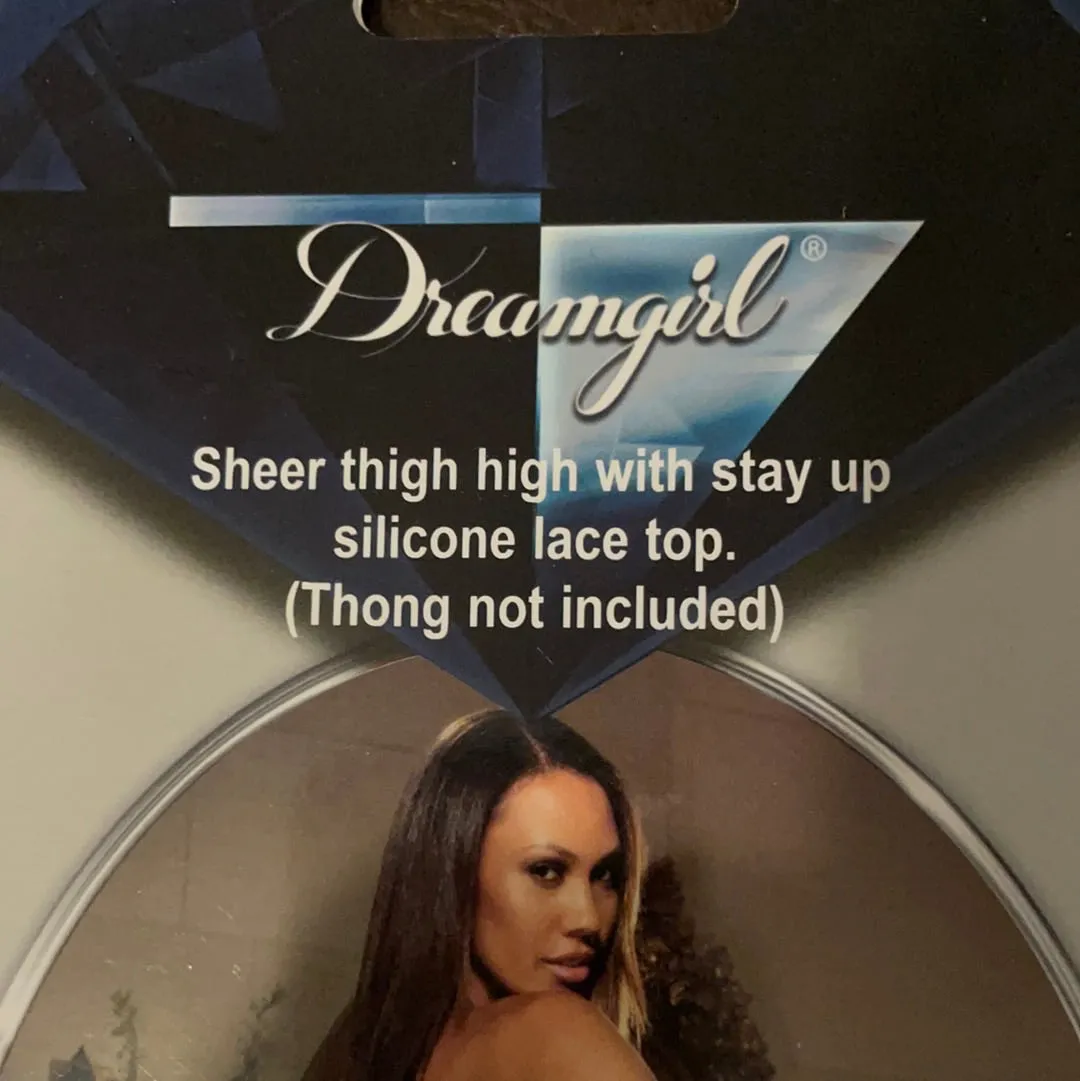 Dreamgirl®
Sheer thigh high with stay up
silicone lace top.
(Thong not included)